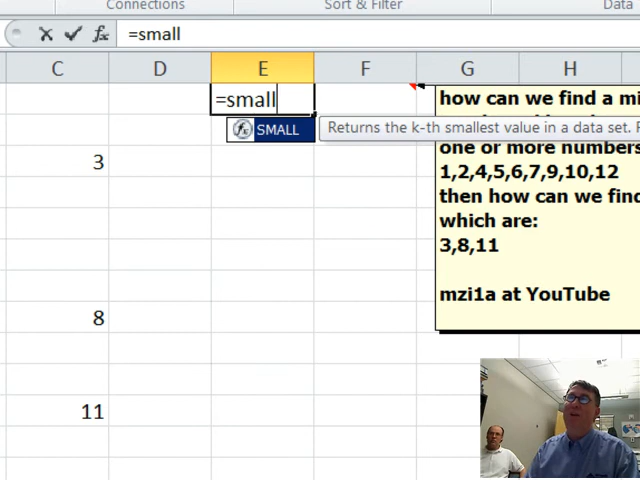 Connections
Sort & Filter
Data
fx
=small
C
D
E
F
G
H
=small
how can we find a mi
fx SMALL
Returns the k-th smallest value in a data set.
one or more numbers
3
1,2,4,5,6,7,9,10,12
then how can we find
which are:
3,8,11
mzi1a at YouTube
8
11